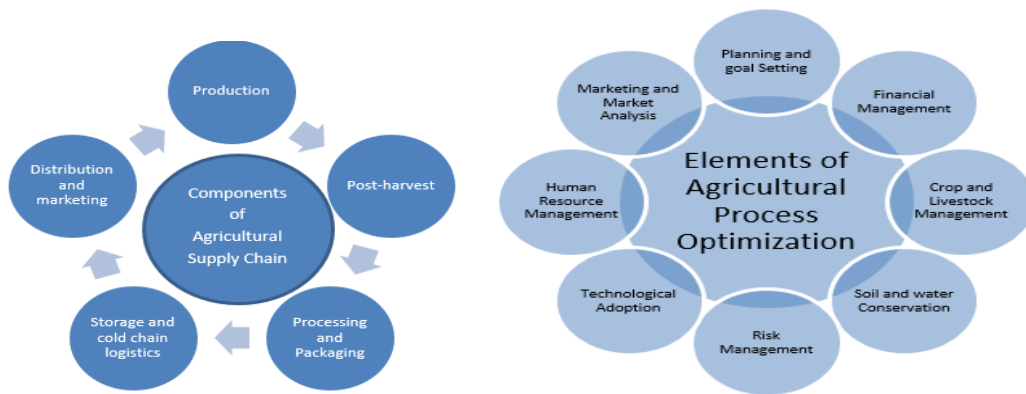 Production
Post-harvest
Processing
and
Packaging
Storage and
cold chain
logistics
Distribution
and
marketing
Components
of
Agricultural
Supply Chain
Planning and
goal Setting
Financial
Management
Crop and
Livestock
Management
Soil and water
Conservation
Risk
Management
Technological
Adoption
Human
Resource
Management
Marketing and
Market
Analysis
Elements of
Agricultural
Process
Optimization